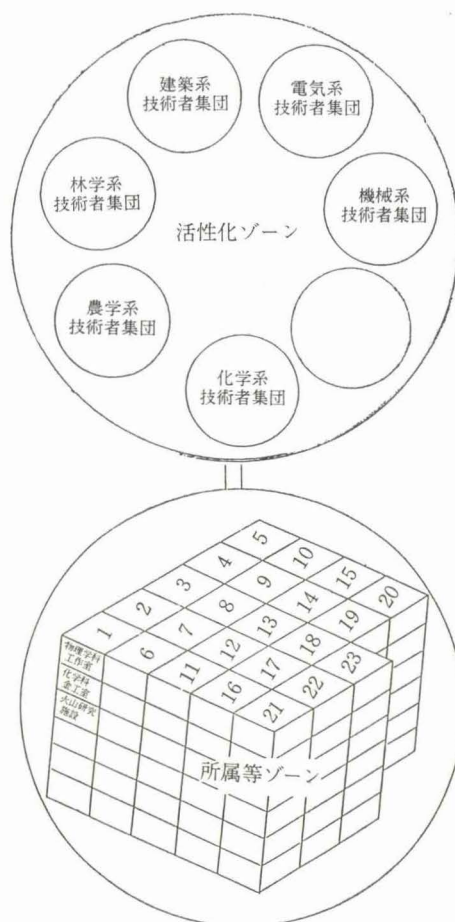 建築系
技術者集団
電気系
技術者集団
林学系
技術者集団
機械系
技術者集団
活性化ゾーン
農学系
技術者集団
化学系
技術者集団
5
4
10
3
9
15
2
8
14
20
1
7
13
19
6
12
18
11
17
23
16
22
21
物理学科
工作室
化学科
金工室
火山研究
施設
所属等ゾーン